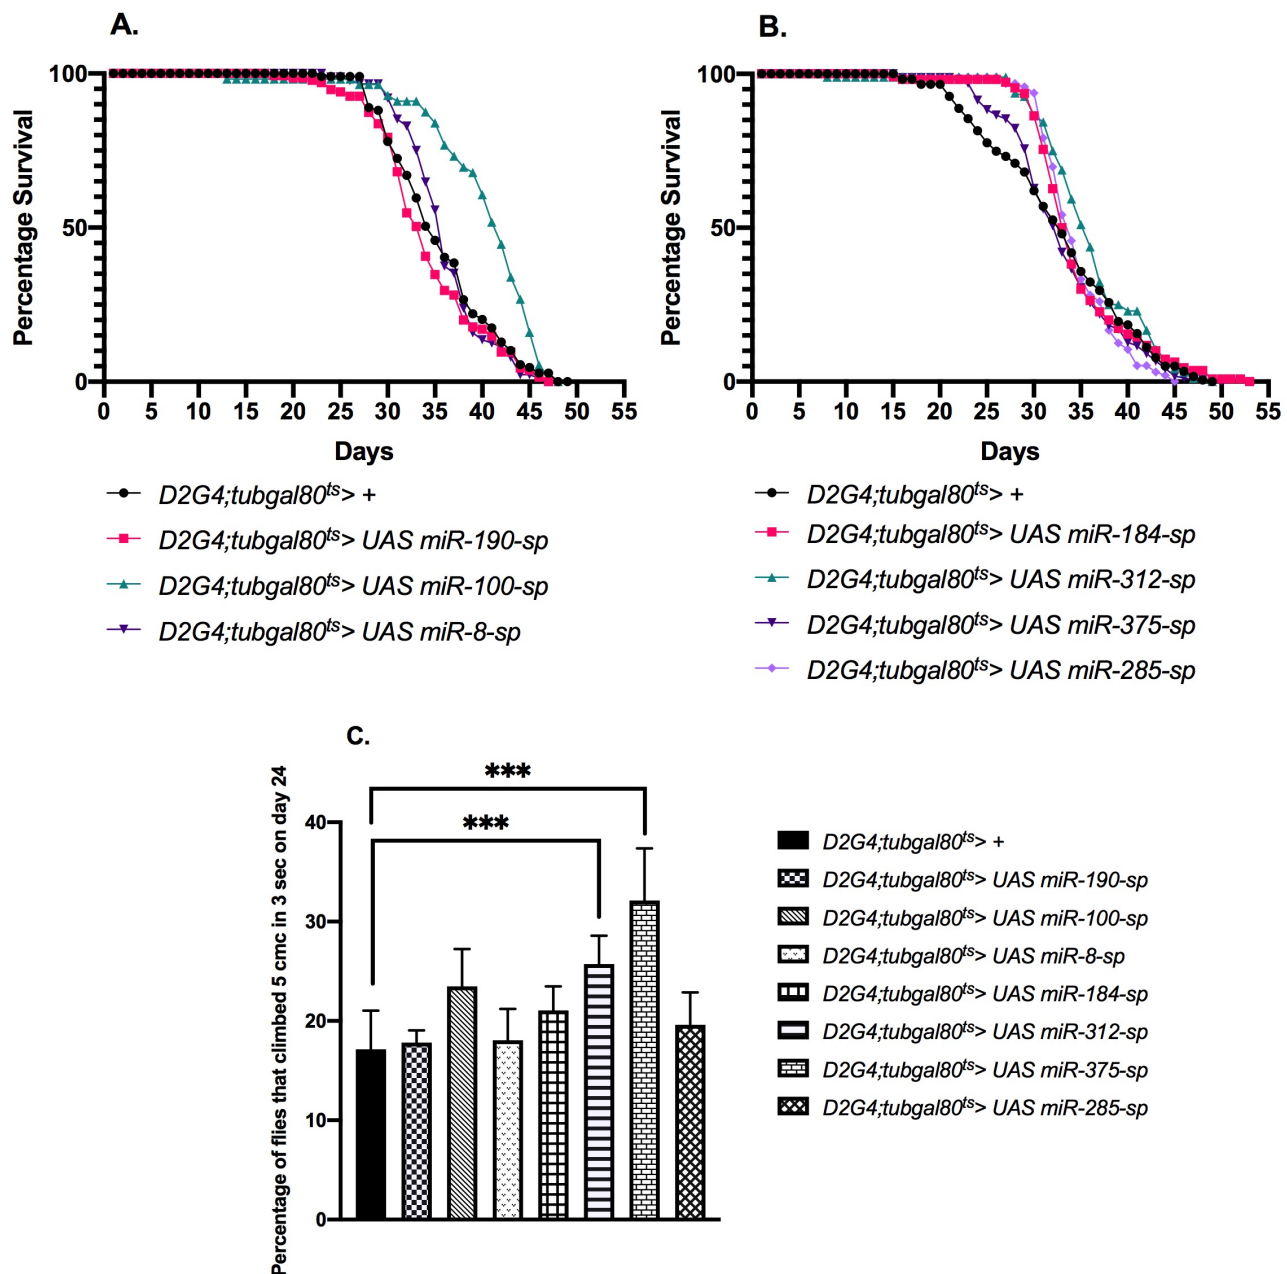 A.
Percentage Survival
100
50
0
0 5 10 15 20 25 30 35 40 45 50 55
Days
D2G4;tubgal80ts> +
D2G4;tubgal80ts> UAS miR-190-sp
D2G4;tubgal80ts> UAS miR-100-sp
D2G4;tubgal80ts> UAS miR-8-sp
B.
Percentage Survival
100
50
0
0 5 10 15 20 25 30 35 40 45 50 55
Days
D2G4;tubgal80ts> +
D2G4;tubgal80ts> UAS miR-184-sp
D2G4;tubgal80ts> UAS miR-312-sp
D2G4;tubgal80ts> UAS miR-375-sp
D2G4;tubgal80ts> UAS miR-285-sp
C.
Percentage of flies that climbed 5 cmc in 3 sec on day 24
40
30
20
10
0
***
***
D2G4;tubgal80ts> +
D2G4;tubgal80ts> UAS miR-190-sp
D2G4;tubgal80ts> UAS miR-100-sp
D2G4;tubgal80ts> UAS miR-8-sp
D2G4;tubgal80ts> UAS miR-184-sp
D2G4;tubgal80ts> UAS miR-312-sp
D2G4;tubgal80ts> UAS miR-375-sp
D2G4;tubgal80ts> UAS miR-285-sp